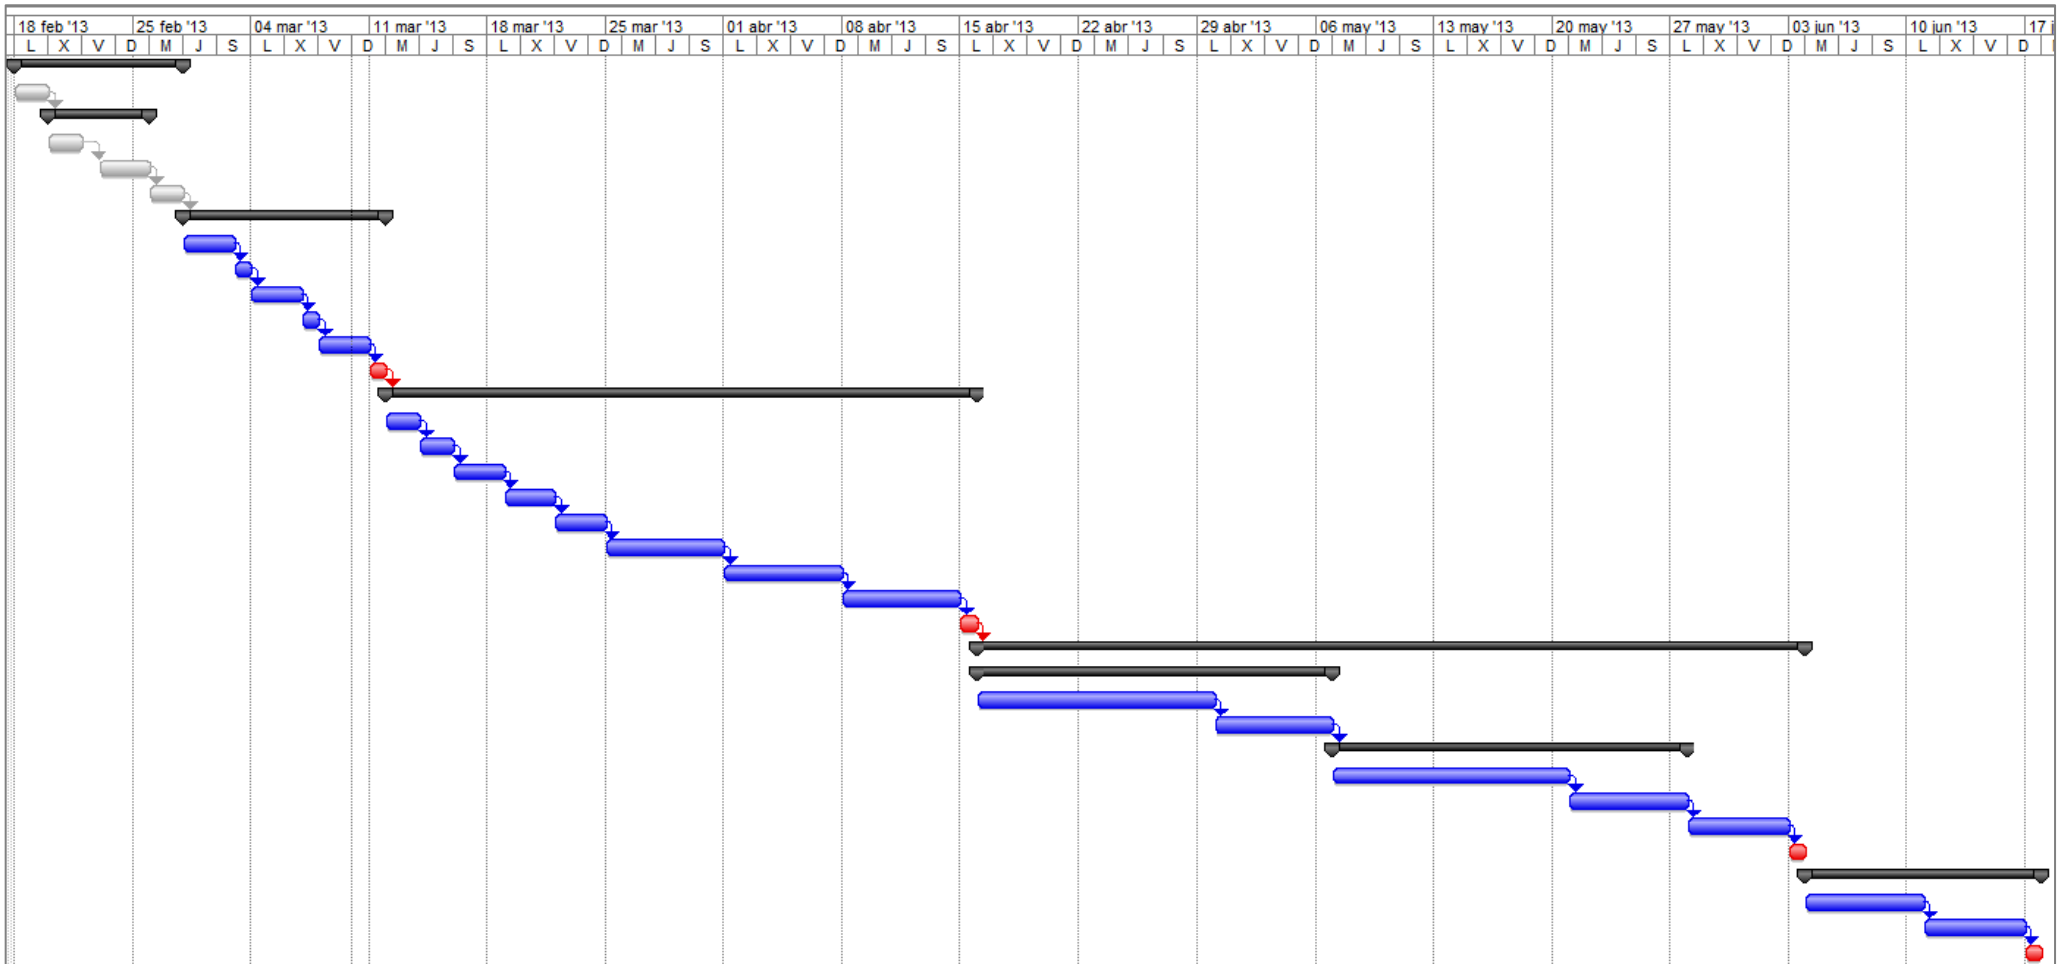 18 feb '13 25 feb '13 04 mar '13 11 mar '13 18 mar '13 25 mar '13 01 abr '13 08 abr '13 15 abr '13 22 abr '13 29 abr '13 06 may '13 13 may '13 20 may '13 27 may '13 03 jun '13 10 jun '13 17 j
L X V D M J S L X V D M J S L X V D M J S L X V D M J S L X V D M J S L X V D M J S L X V D M J S L X V D M J S L X V D